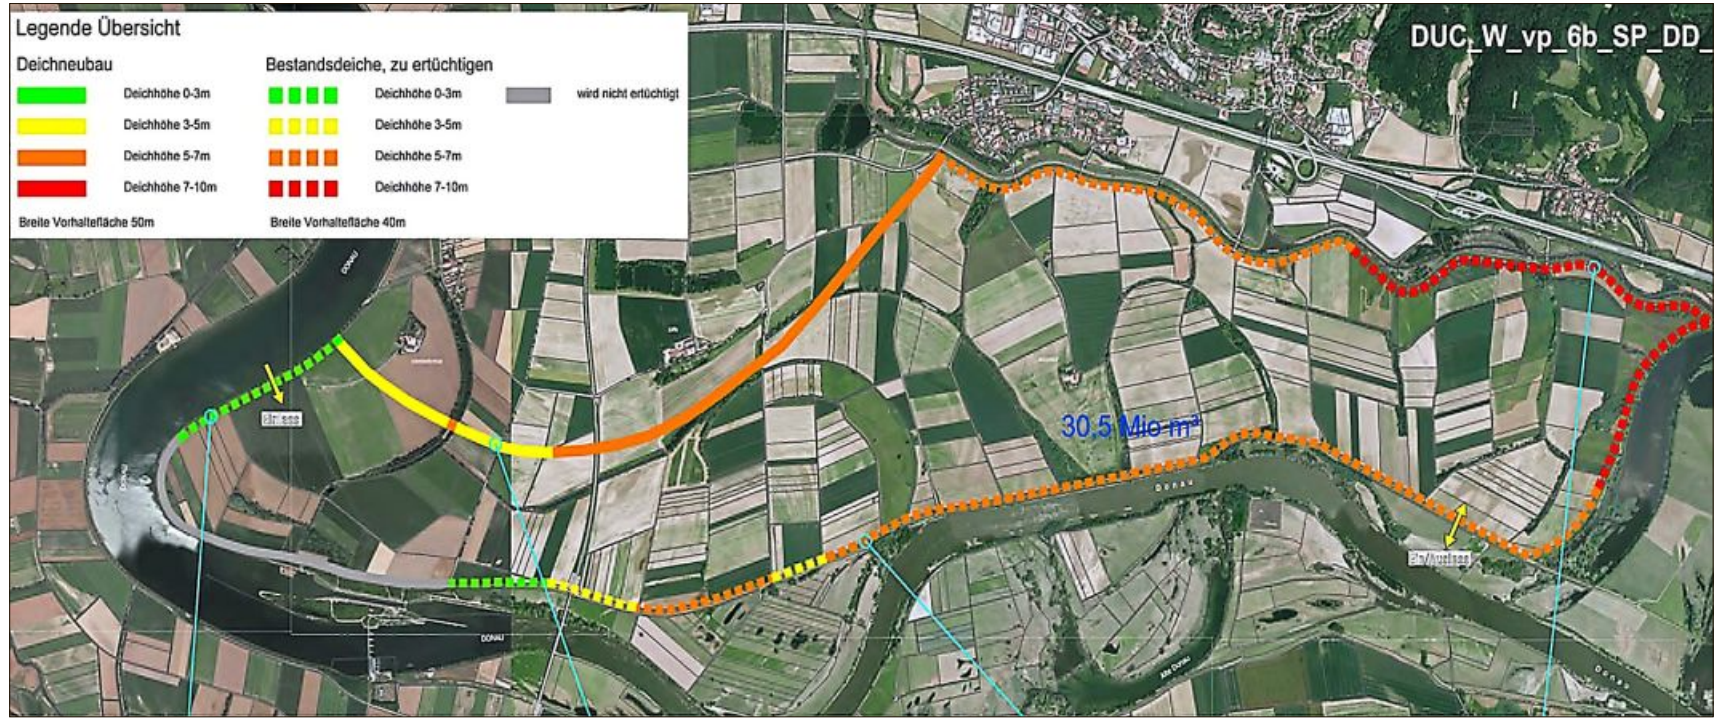 Legende Übersicht
Deichneubau
Bestandsdeiche, zu ertüchtigen
Deichhöhe 0-3m
Deichhöhe 0-3m
wird nicht ertüchtigt
Deichhöhe 3-5m
Deichhöhe 3-5m
Deichhöhe 5-7m
Deichhöhe 5-7m
Deichhöhe 7-10m
Deichhöhe 7-10m
Breite Vorhaltefläche 50m
Breite Vorhaltefläche 40m
DUC_W_vp_6b_SP_DD_
DONAU
DONAU
30,5 Mio m³
Donau
DONAU
Alte Donau
Donau